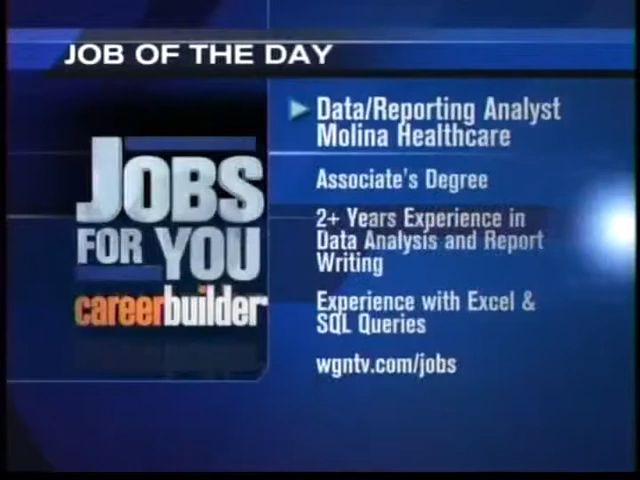 JOB OF THE DAY
JOBS
FOR YOU
careerbuilder
Data/Reporting Analyst
Molina Healthcare
Associate's Degree
2+ Years Experience in
Data Analysis and Report
Writing
Experience with Excel &
SQL Queries
wgntv.com/jobs